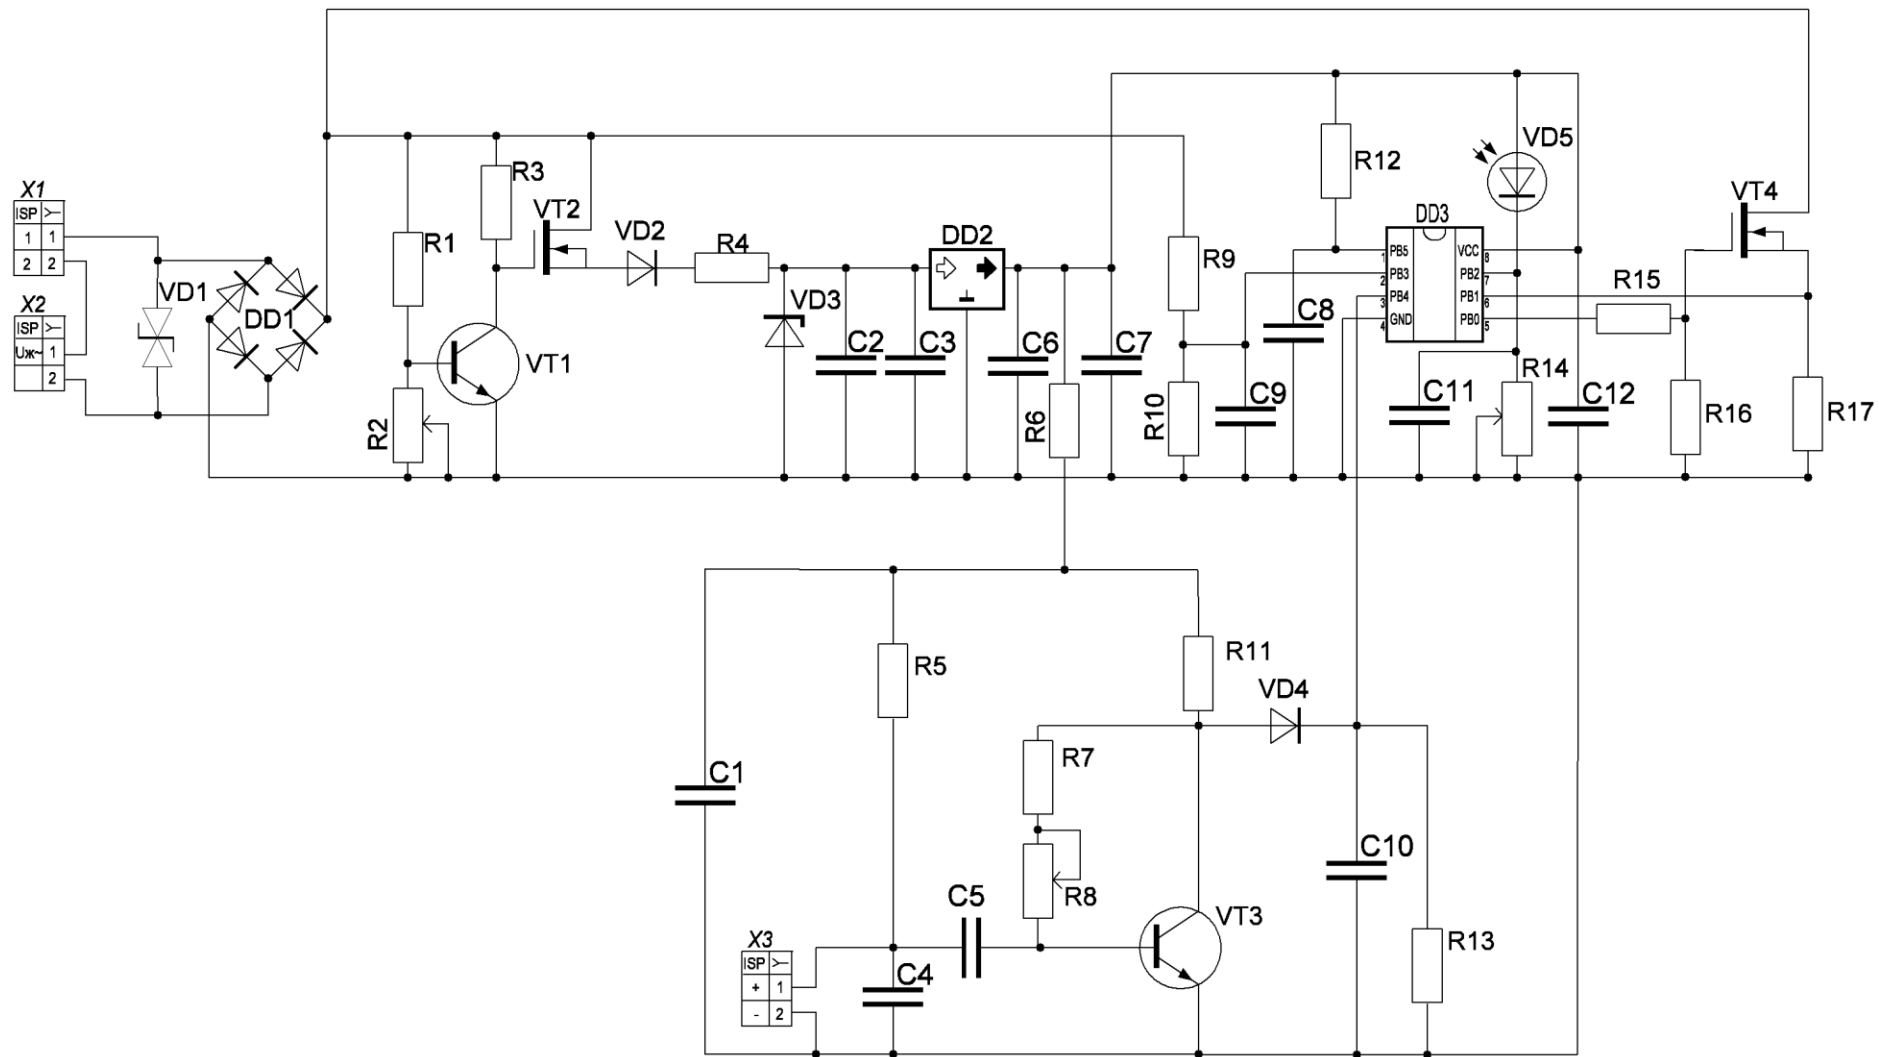 R12
VD5
R3
X1
ISP
1 1
2 2
VT2
VD2
R4
DD2
DD3
VT4
R1
R9
PB5 VCC
1 8
PB3 PB2
2 7
PB4 PB1
3 6
GND PB0
4 5
R15
VD1
X2
ISP
Uж~ 1
2
DD1
VD3
C8
VT1
C2
C3
C6
C7
R14
R2
R6
R10
C9
C11
C12
R16
R17
R5
R11
VD4
C1
R7
C10
R8
C5
VT3
X3
ISP
+ 1
- 2
C4
R13